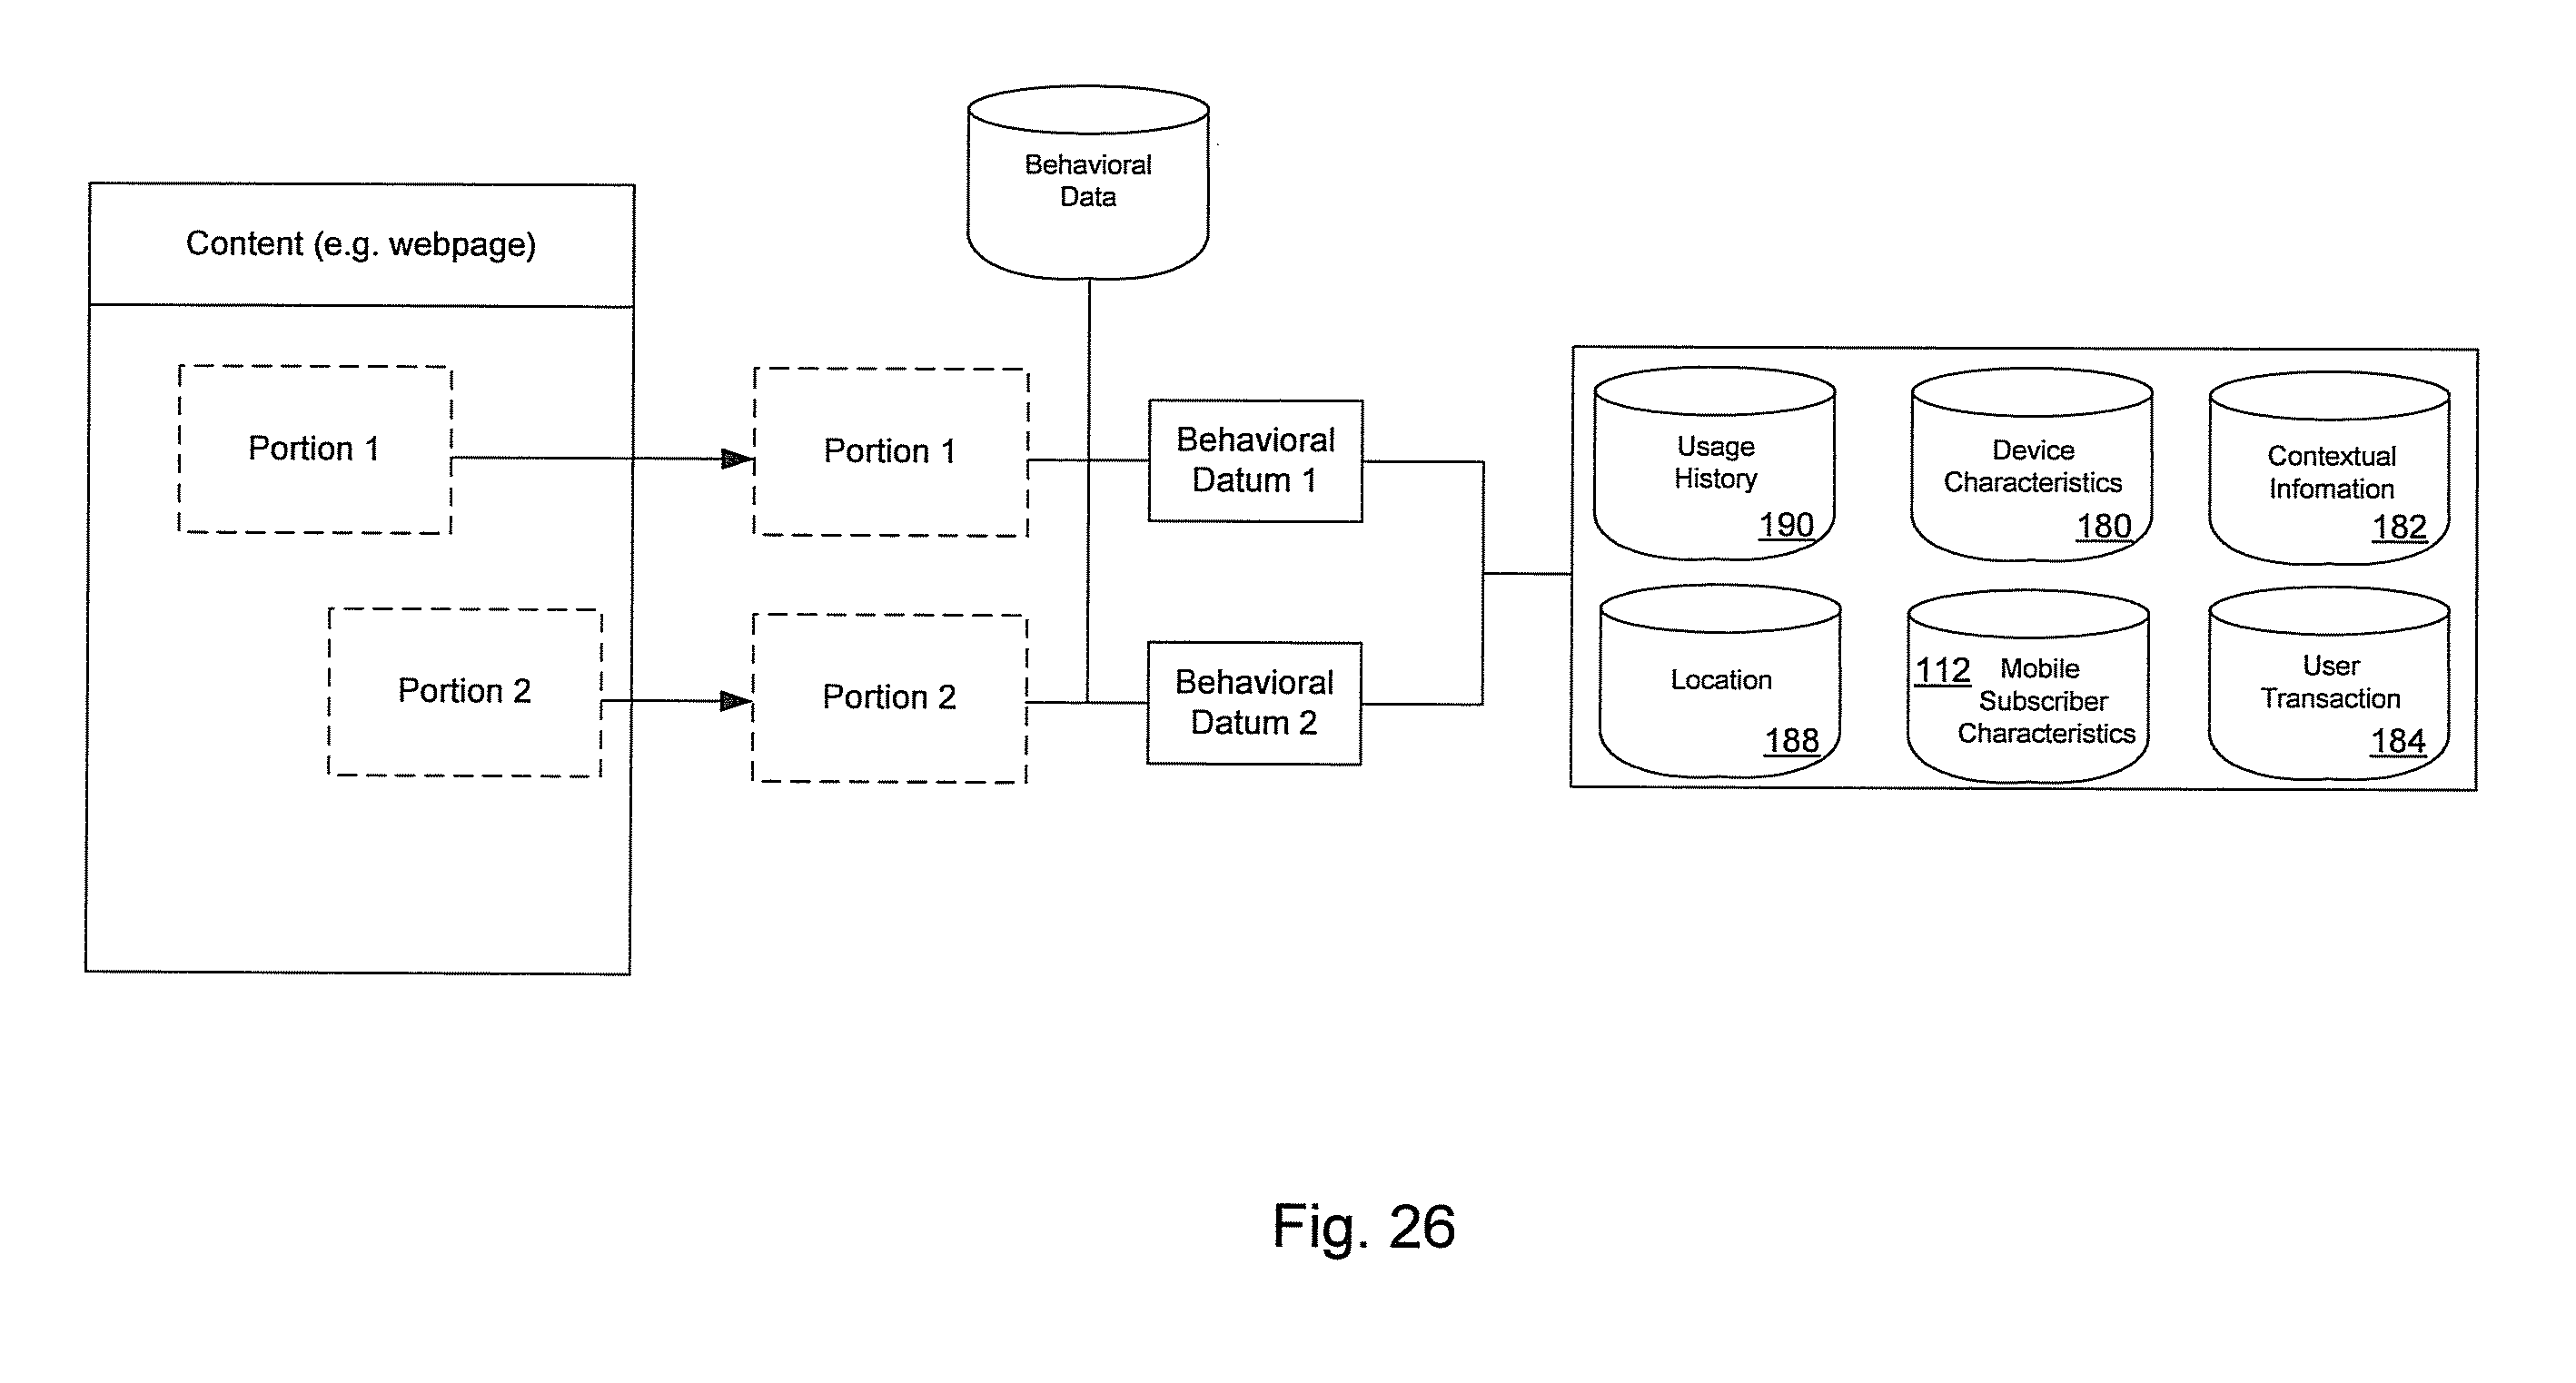 Behavioral
Data
Content (e.g. webpage)
Portion 1
Portion 2
Portion 1
Portion 2
Behavioral
Datum 1
Behavioral
Datum 2
Usage
History
190
Device
Characteristics
180
Contextual
Infomation
182
Location
188
112
Mobile
Subscriber
Characteristics
User
Transaction
184
Fig. 26